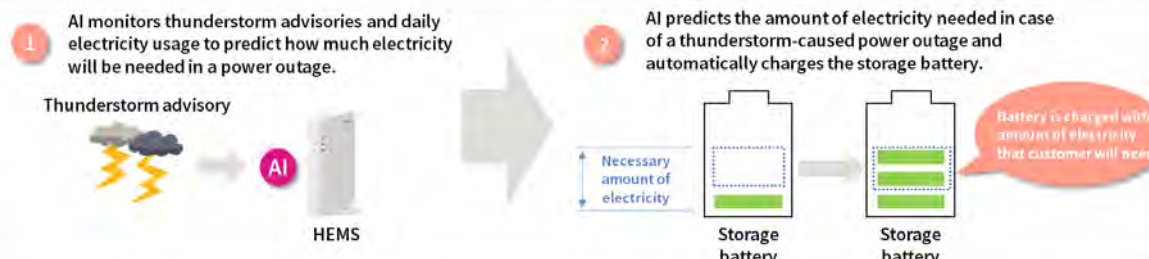 1
AI monitors thunderstorm advisories and daily
electricity usage to predict how much electricity
will be needed in a power outage.
Thunderstorm advisory
AI
HEMS
2
AI predicts the amount of electricity needed in case
of a thunderstorm-caused power outage and
automatically charges the storage battery.
Necessary
amount of
electricity
Storage
battery
Storage
battery
Battery is charged with
amount of electricity
that customer will need